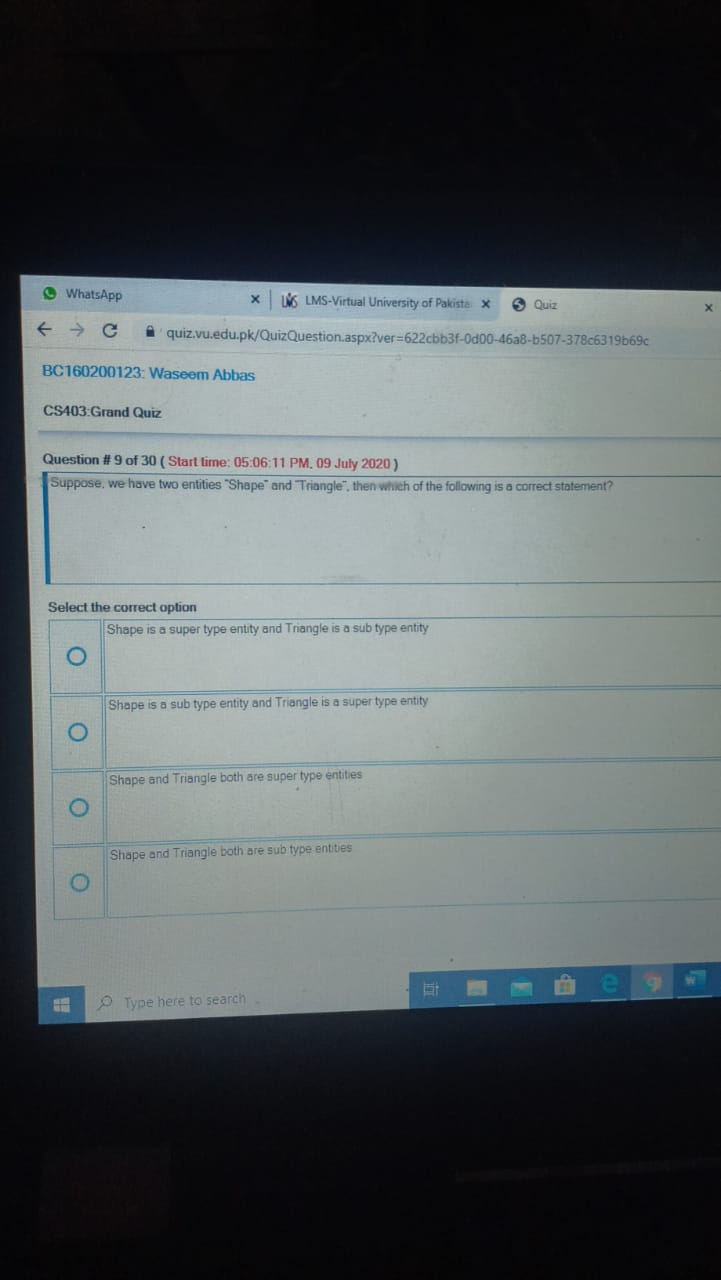 WhatsApp
LMS-Virtual University of Pakista
Quiz
quiz.vu.edu.pk/QuizQuestion.aspx?ver=622cbb3f-0d00-46a8-b507-378c6319b69c
BC160200123: Waseem Abbas
CS403:Grand Quiz
Question # 9 of 30 ( Start time: 05:06:11 PM, 09 July 2020 )
Suppose, we have two entities "Shape" and "Triangle", then which of the following is a correct statement?
Select the correct option
Shape is a super type entity and Triangle is a sub type entity
Shape is a sub type entity and Triangle is a super type entity
Shape and Triangle both are super type entities
Shape and Triangle both are sub type entities
Type here to search